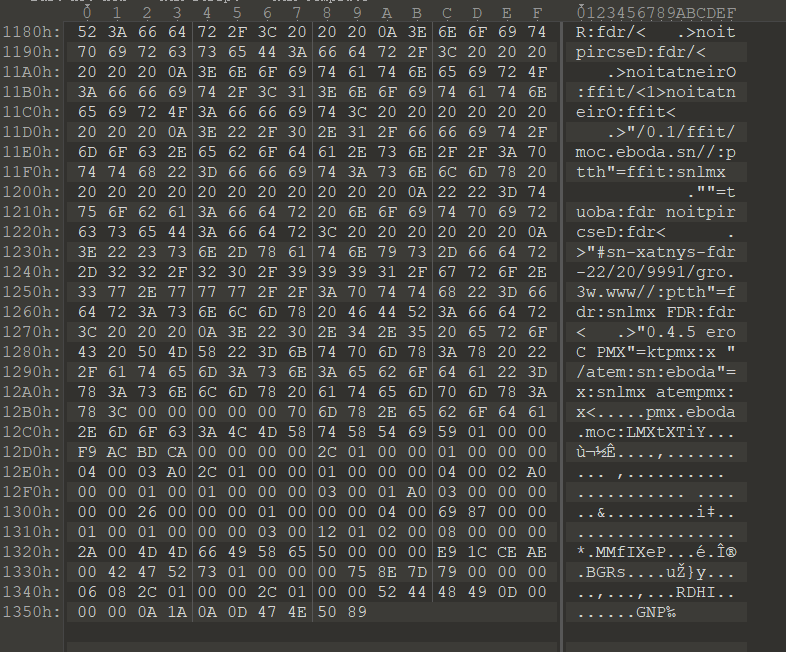 0 1 2 3 4 5 6 7 8 9 A B C D E F 0123456789ABCDEF
1180h: 52 3A 66 64 72 2F 3C 20 20 20 0A 3E 6E 6F 69 74 R:fdr/<   .>noit
1190h: 70 69 72 63 73 65 44 3A 66 64 72 2F 3C 20 20 20 pircseD:fdr/<
11A0h: 20 20 20 0A 3E 6E 6F 69 74 61 74 6E 65 69 72 4F    .>noitatneirO
11B0h: 3A 66 66 69 74 2F 3C 31 3E 6E 6F 69 74 61 74 6E :ffit/<1>noitatn
11C0h: 65 69 72 4F 3A 66 66 69 74 3C 20 20 20 20 20 20 eirO:ffit<
11D0h: 20 20 20 0A 3E 22 2F 30 2E 31 2F 66 66 69 74 2F    .>"/0.1/ffit/
11E0h: 6D 6F 63 2E 65 62 6F 64 61 2E 73 6E 2F 2F 3A 70 moc.eboda.sn//:p
11F0h: 74 74 68 22 3D 66 66 69 74 3A 73 6E 6C 6D 78 20 tth"=ffit:snlmx
1200h: 20 20 20 20 20 20 20 20 20 20 20 0A 22 22 3D 74            .""=t
1210h: 75 6F 62 61 3A 66 64 72 20 6E 6F 69 74 70 69 72 uoba:fdr noitpir
1220h: 63 73 65 44 3A 66 64 72 3C 20 20 20 20 20 20 0A cseD:fdr<      .
1230h: 3E 22 23 73 6E 2D 78 61 74 6E 79 73 2D 66 64 72 >"#sn-xatnys-fdr
1240h: 2D 32 32 2F 32 30 2F 39 39 39 31 2F 67 72 6F 2E -22/20/9991/gro.
1250h: 33 77 2E 77 77 77 2F 2F 3A 70 74 74 68 22 3D 66 3w.www//:ptth"=f
1260h: 64 72 3A 73 6E 6C 6D 78 20 46 44 52 3A 66 64 72 dr:snlmx FDR:fdr
1270h: 3C 20 20 20 0A 3E 22 30 2E 34 2E 35 20 65 72 6F <   .>"0.4.5 ero
1280h: 43 20 50 4D 58 22 3D 6B 74 70 6D 78 3A 78 20 22 C PMX"=ktpmx:x "
1290h: 2F 61 74 65 6D 3A 73 6E 3A 65 62 6F 64 61 22 3D /atem:sn:eboda"=
12A0h: 78 3A 73 6E 6C 6D 78 20 61 74 65 6D 70 6D 78 3A x:snlmx atempmx:
12B0h: 78 3C 00 00 00 00 00 70 6D 78 2E 65 62 6F 64 61 x<.....pmx.eboda
12C0h: 2E 6D 6F 63 3A 4C 4D 58 74 58 54 69 59 01 00 00 .moc:LMXtXTiY...
12D0h: F9 AC BD CA 00 00 00 00 2C 01 00 00 01 00 00 00 ù¬½Ê....,.......
12E0h: 04 00 03 A0 2C 01 00 00 01 00 00 00 04 00 02 A0 ... ,..........
12F0h: 00 00 01 00 01 00 00 00 03 00 01 A0 03 00 00 00 ........... ....
1300h: 00 00 26 00 00 00 01 00 00 00 04 00 69 87 00 00 ..&.........i‡..
1310h: 01 00 01 00 00 00 03 00 12 01 02 00 08 00 00 00 ................
1320h: 2A 00 4D 4D 66 49 58 65 50 00 00 00 E9 1C CE AE *.MMfIXeP...é.Î®
1330h: 00 42 47 52 73 01 00 00 00 00 75 8E 7D 79 00 00 00 .BGRs....uŽ}y...
1340h: 06 08 2C 01 00 00 2C 01 00 00 52 44 48 49 0D 00 ..,...,...RDHI..
1350h: 00 00 0A 1A 0A 0D 47 4E 50 89 ......GNP‰